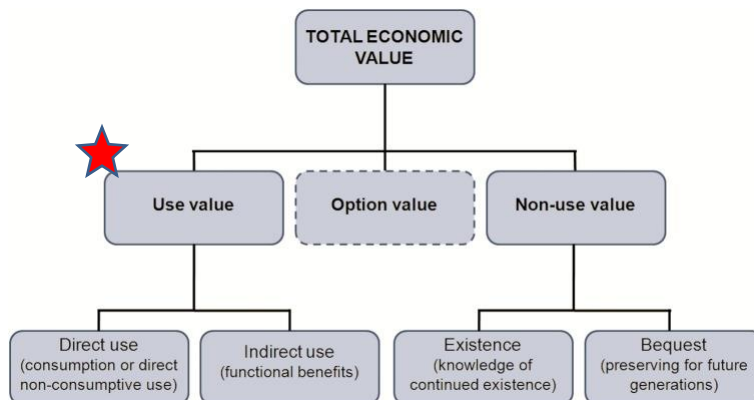 TOTAL ECONOMIC
VALUE
Use value
Option value
Non-use value
Direct use
(consumption or direct
non-consumptive use)
Indirect use
(functional benefits)
Existence
(knowledge of
continued existence)
Bequest
(preserving for future
generations)